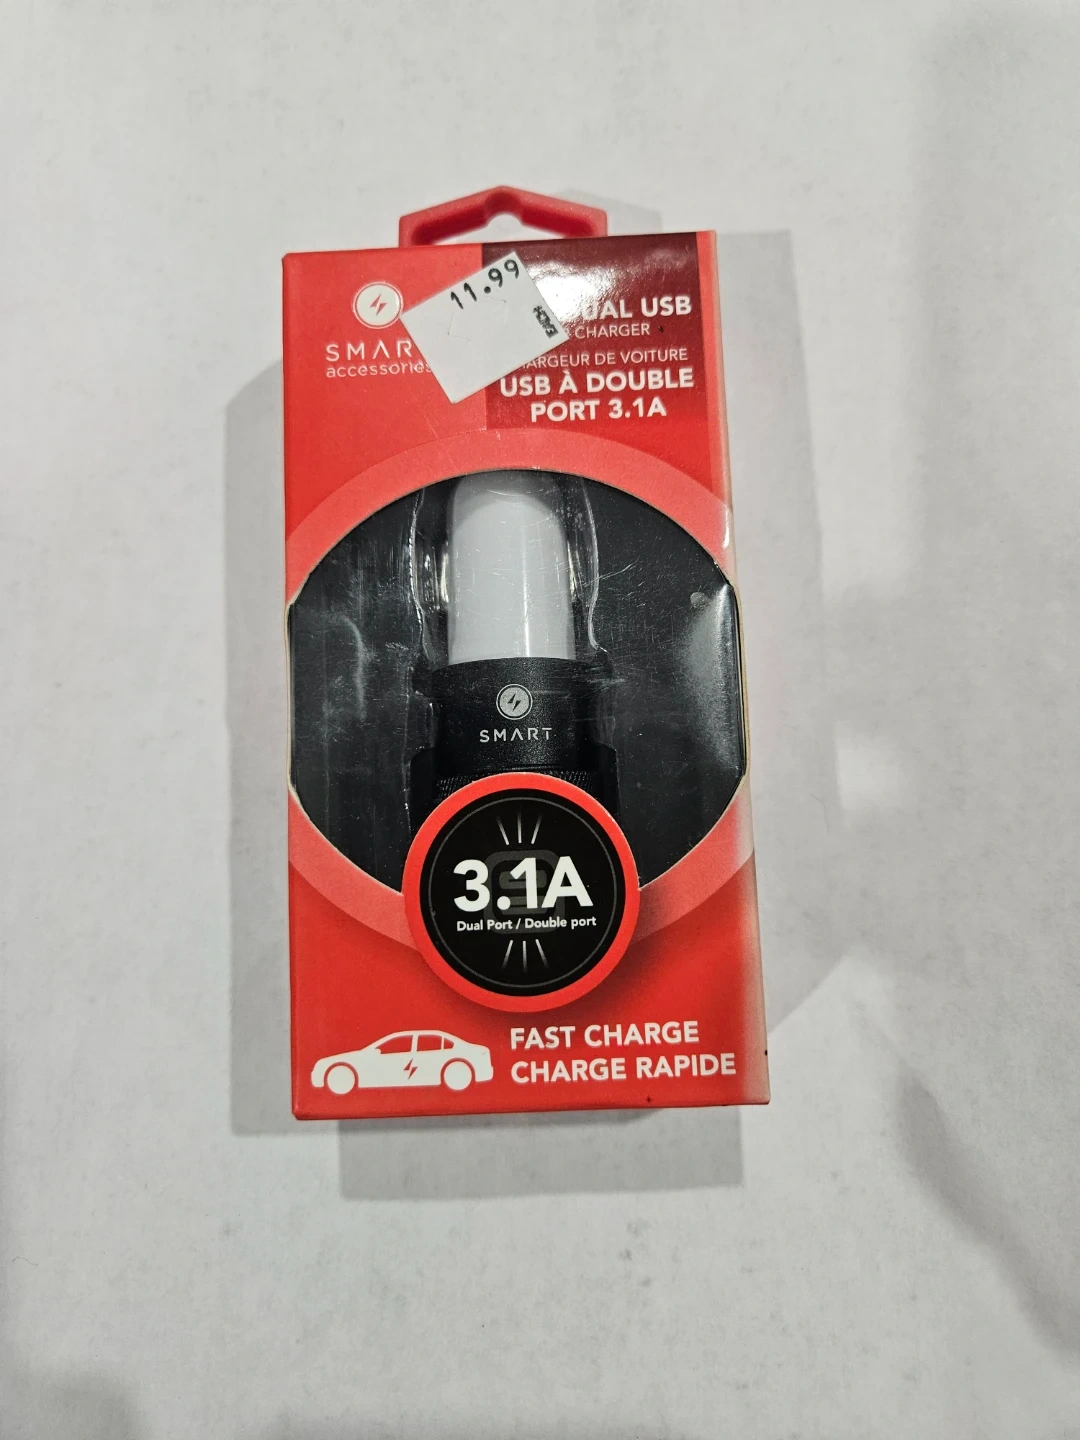 11.99
EACH
SMAR
accessories
UAL USB
CHARGER
ARGEUR DE VOITURE
USB À DOUBLE
PORT 3.1A
SMART
3.1A
Dual Port / Double port
FAST CHARGE
CHARGE RAPIDE